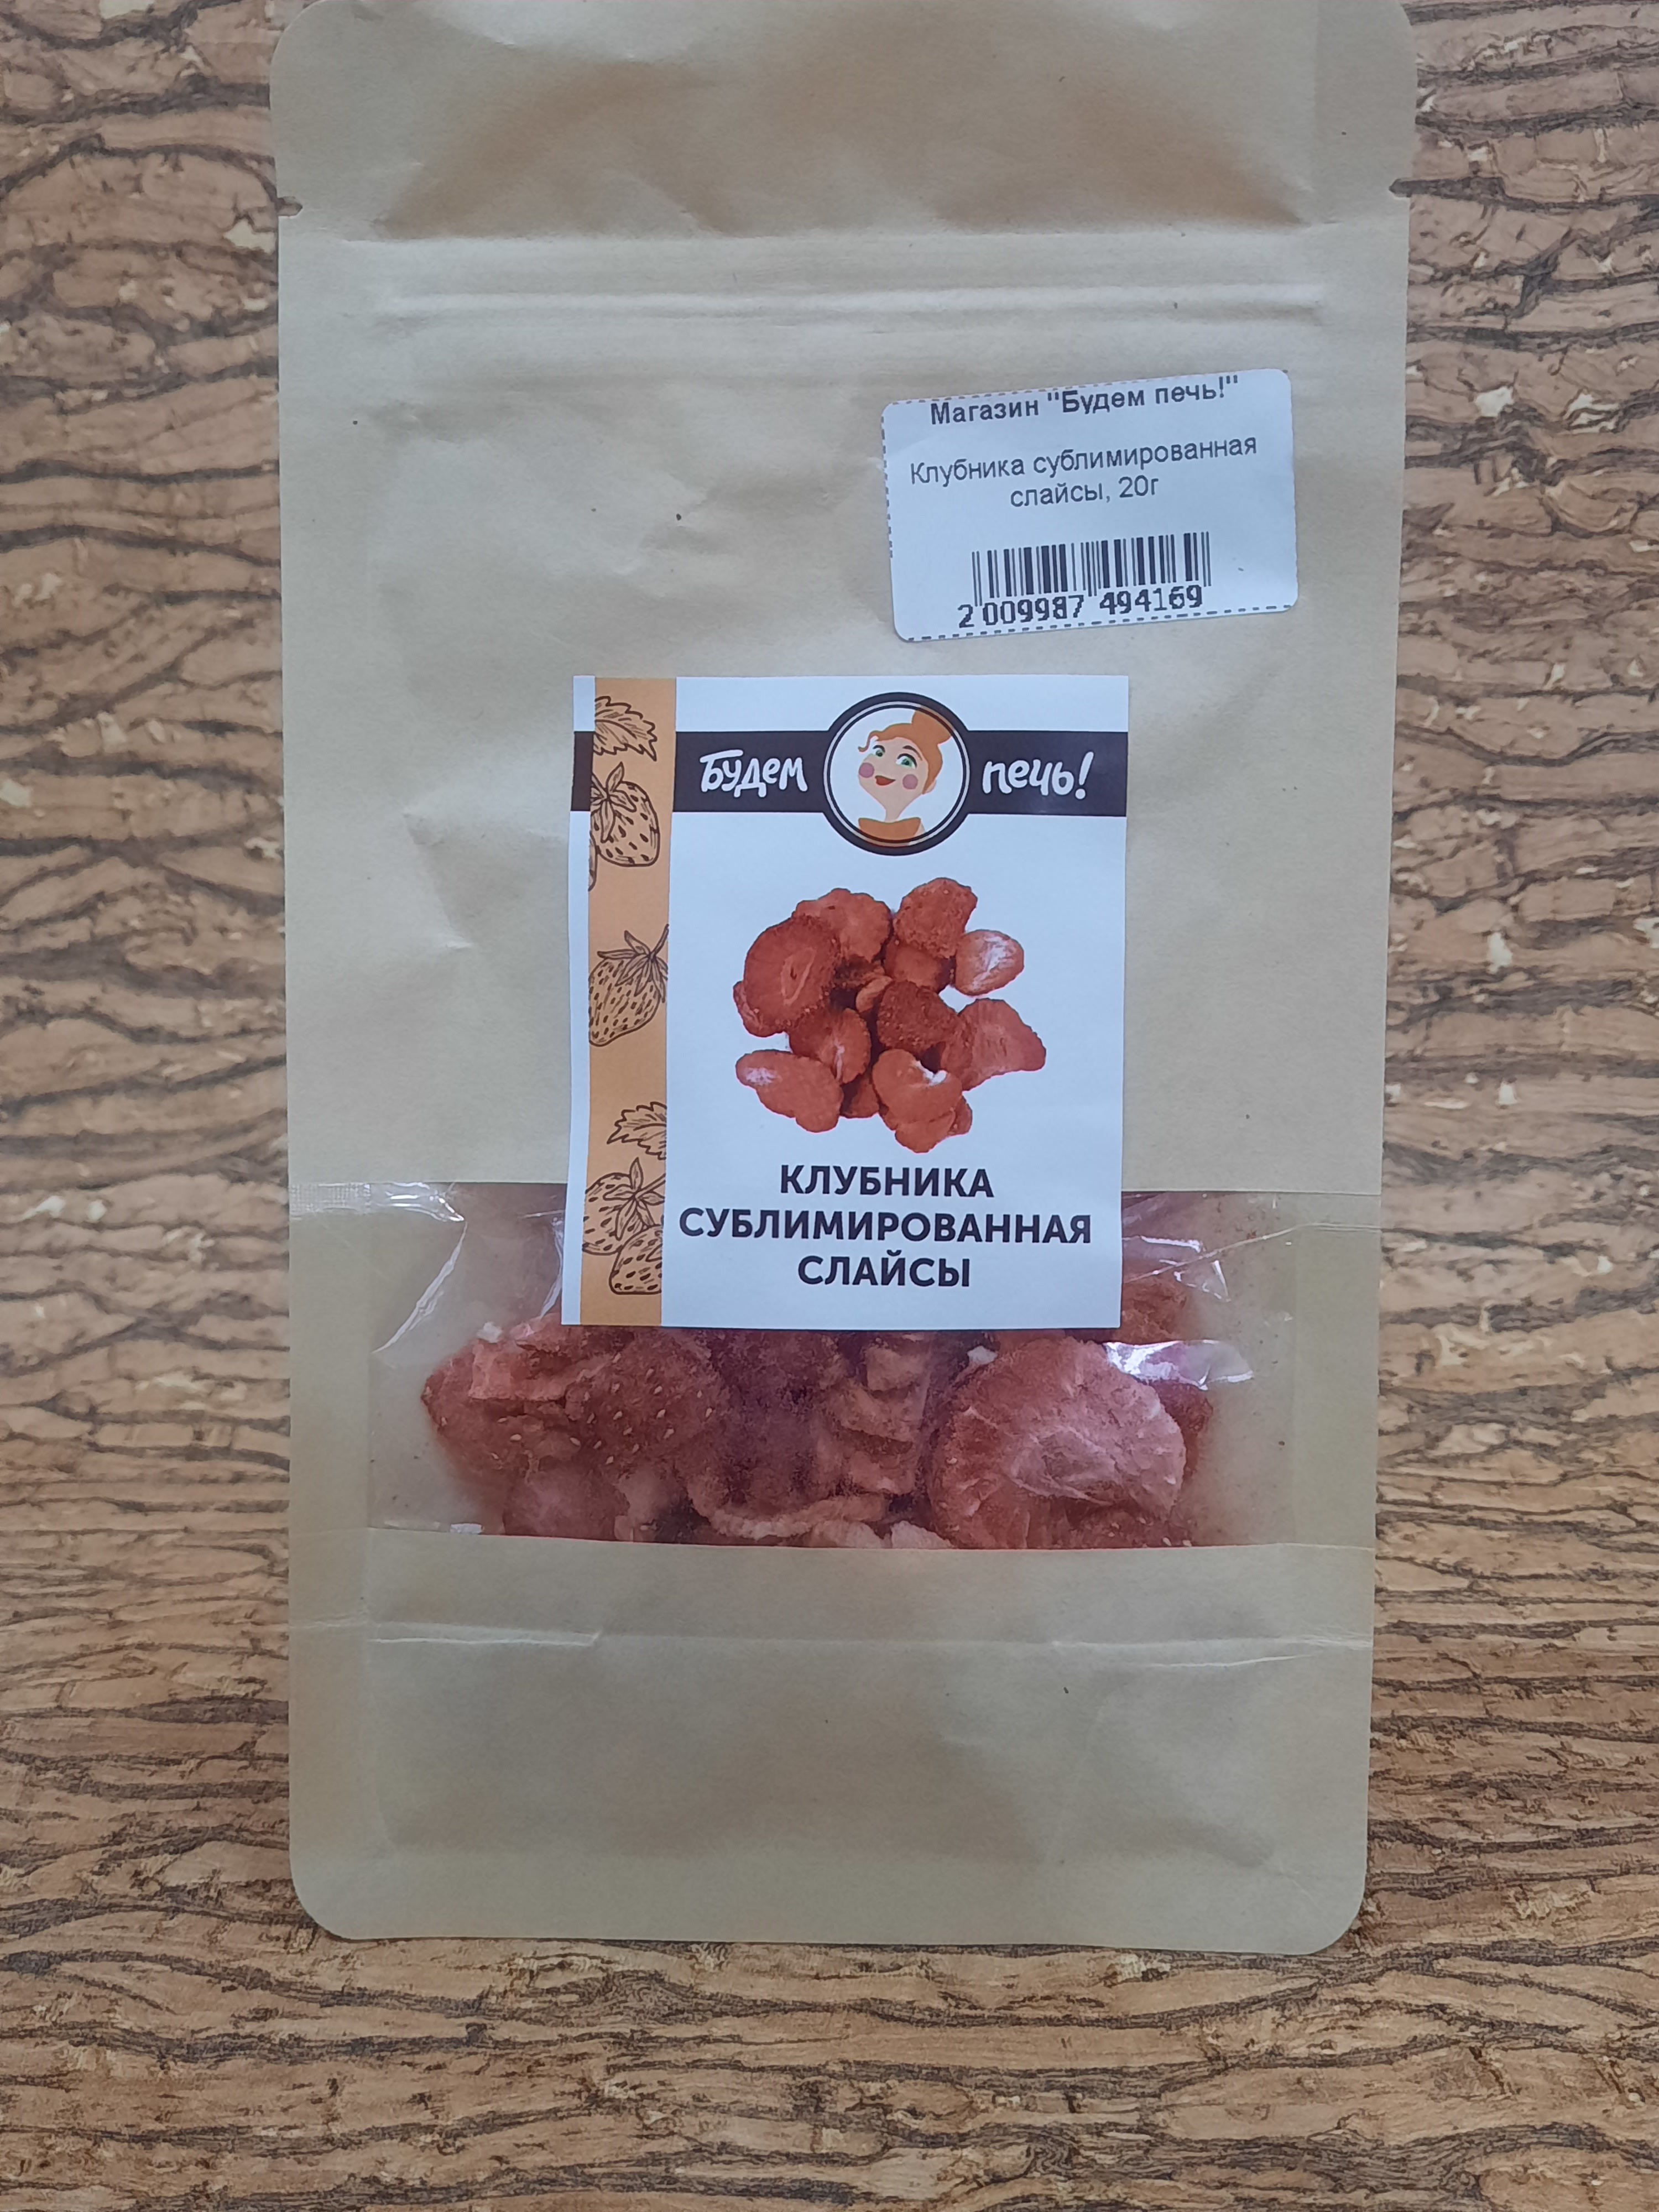 Магазин "Будем печь!"
Клубника сублимированная
слайсы, 20г
2 009987 494169
Будем печь!
КЛУБНИКА
СУБЛИМИРОВАННАЯ
СЛАЙСЫ